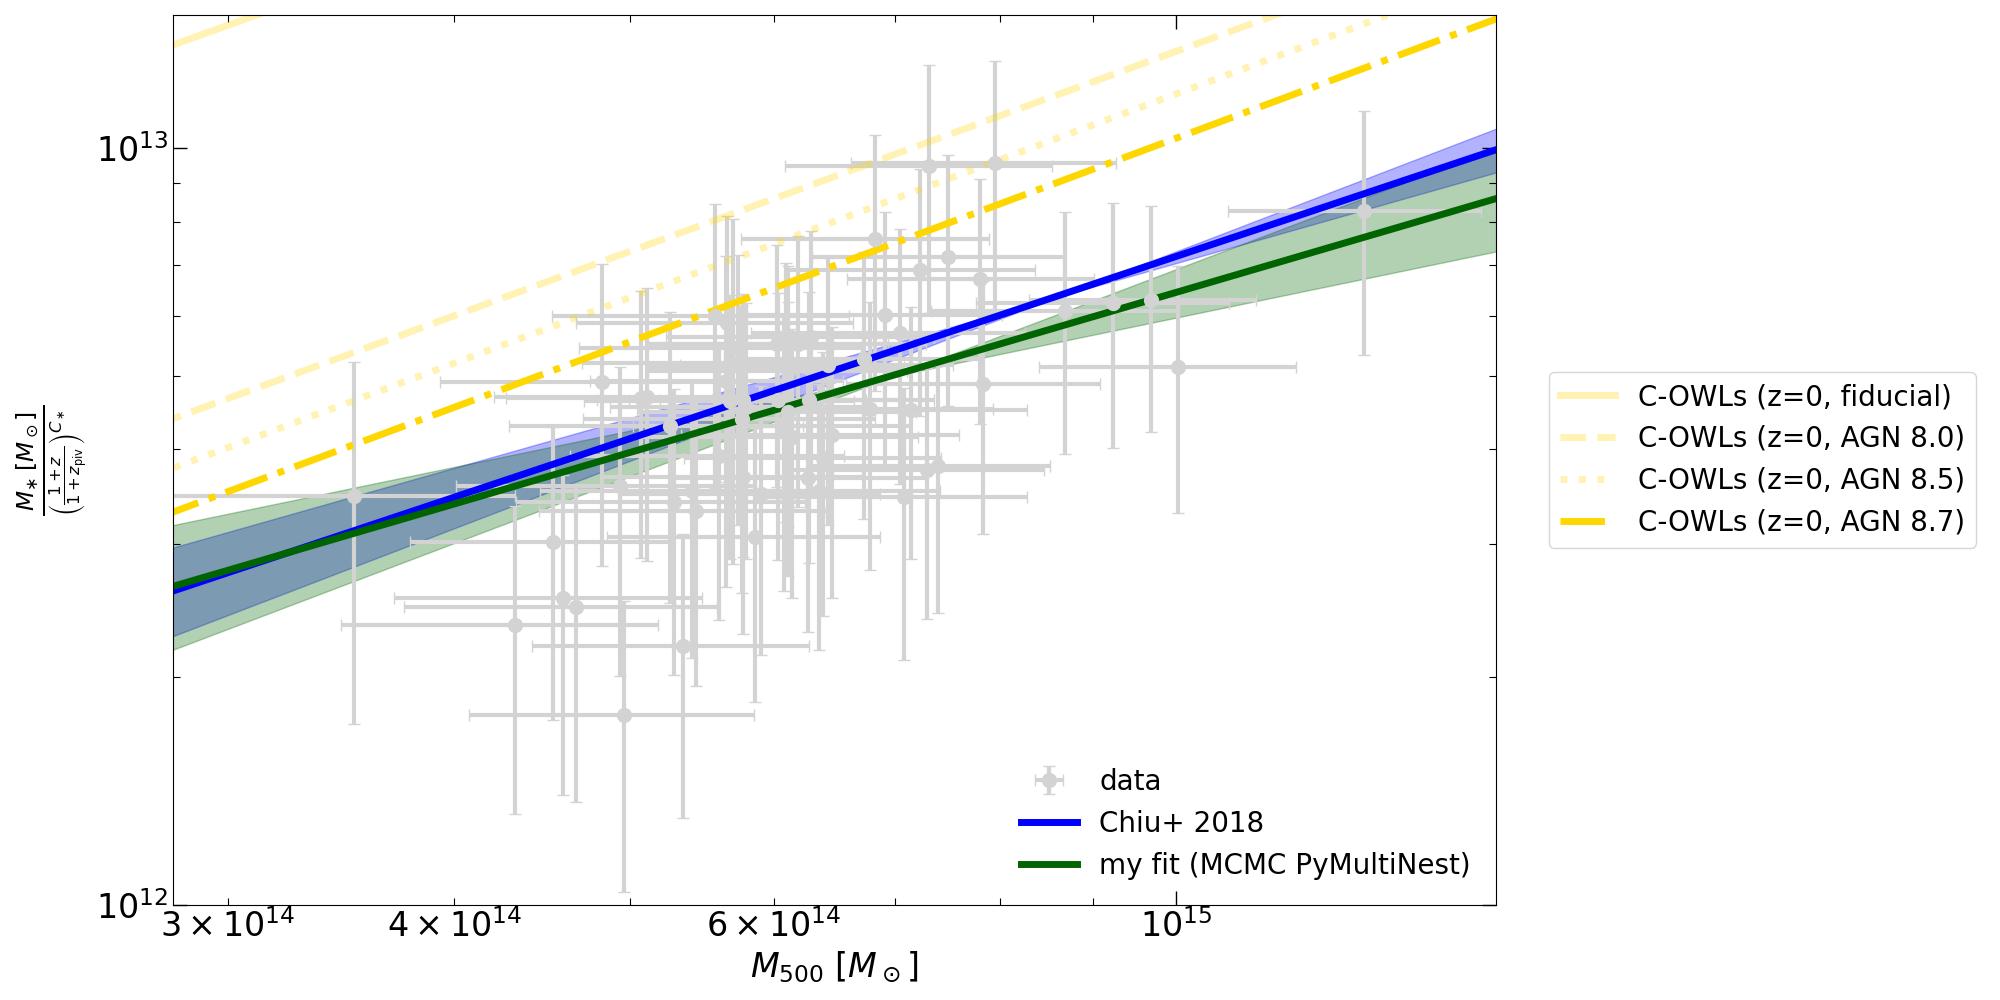 10^13
10^12
M_* [M_⊙]
((1+z)/(1+z_piv))^C_*
3 × 10^14
4 × 10^14
6 × 10^14
10^15
M_500 [M_⊙]
data
Chiu+ 2018
my fit (MCMC PyMultiNest)
C-OWLs (z=0, fiducial)
C-OWLs (z=0, AGN 8.0)
C-OWLs (z=0, AGN 8.5)
C-OWLs (z=0, AGN 8.7)